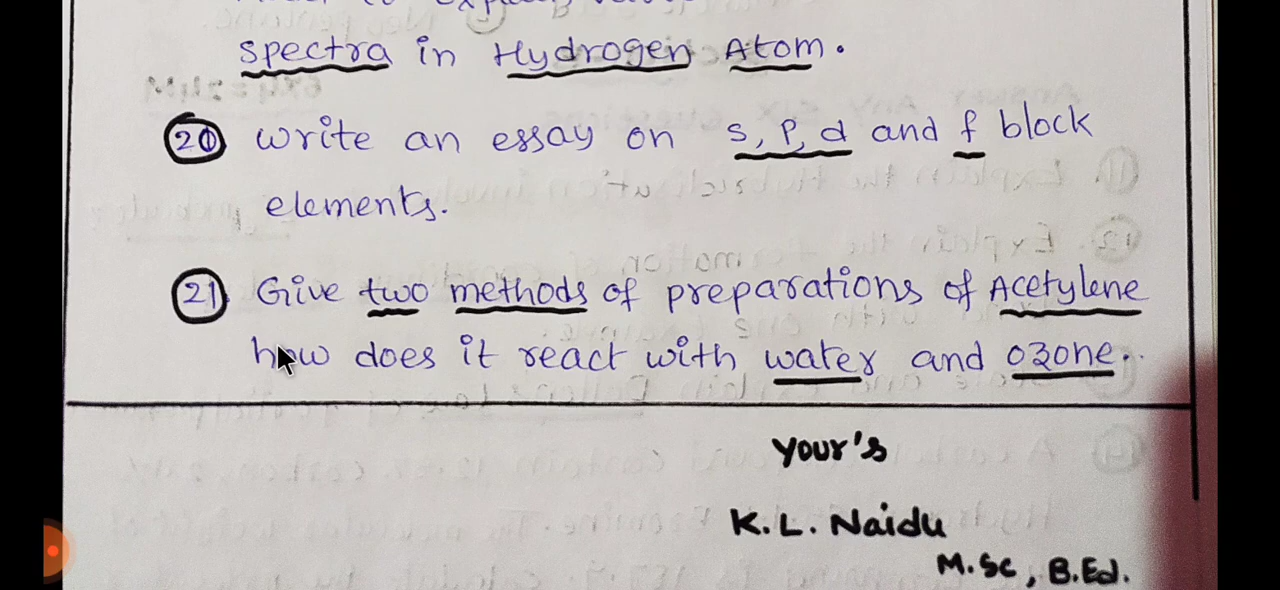 spectra in Hydrogen Atom.
20 write an essay on s, p, d and f block
elements.
21 Give two methods of preparations of Acetylene
how does it react with water and ozone.
your's
K.L. Naidu
M.Sc, B.Ed.